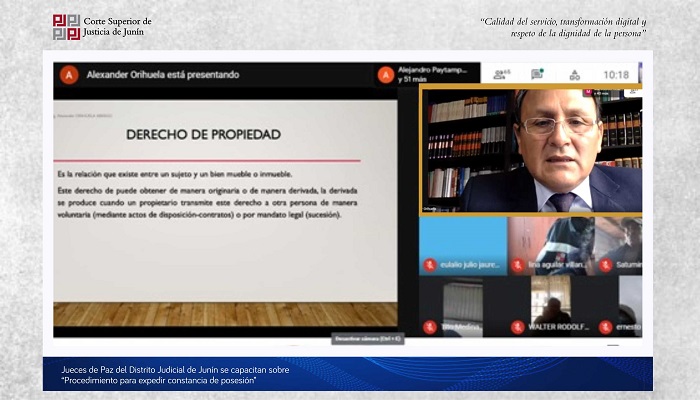 Corte Superior de
Justicia de Junín
“Calidad del servicio, transformación digital y
respeto de la dignidad de la persona”
A
Alexander Orihuela está presentando
A
Alejandro Paytamp...
y 51 más
10:18
DERECHO DE PROPIEDAD
Es la relación que existe entre un sujeto y un bien mueble o inmueble.
Este derecho de puede obtener de manera originaria o de manera derivada, la derivada
se produce cuando un propietario transmite este derecho a otra persona de manera
voluntaria (mediante actos de disposición-contratos) o por mandato legal (sucesión).
eulalio julio jaure...
lina aguilar villan...
Saturnin
Tito Medina
WALTER RODOLF...
ernesto
Desactivar cámara (Ctrl + E)
Jueces de Paz del Distrito Judicial de Junín se capacitan sobre
“Procedimiento para expedir constancia de posesión”